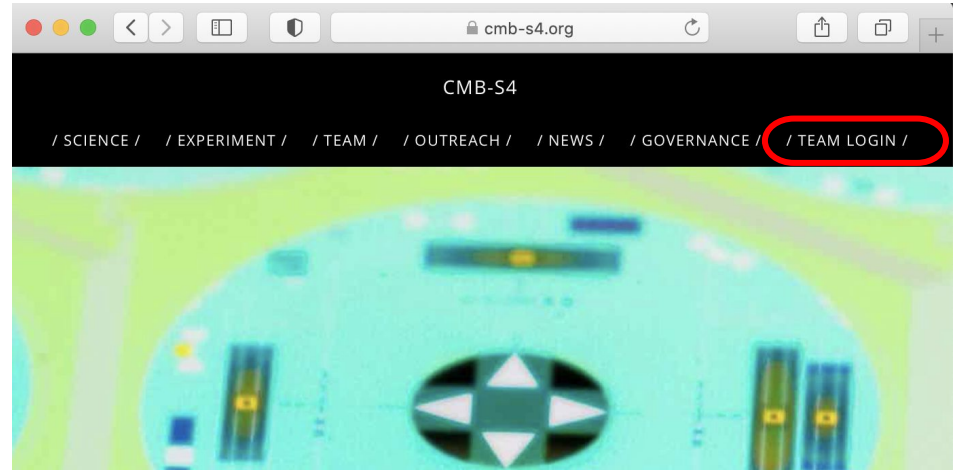 cmb-s4.org
CMB-S4
/ SCIENCE / / EXPERIMENT / / TEAM / / OUTREACH / / NEWS / / GOVERNANCE / / TEAM LOGIN /